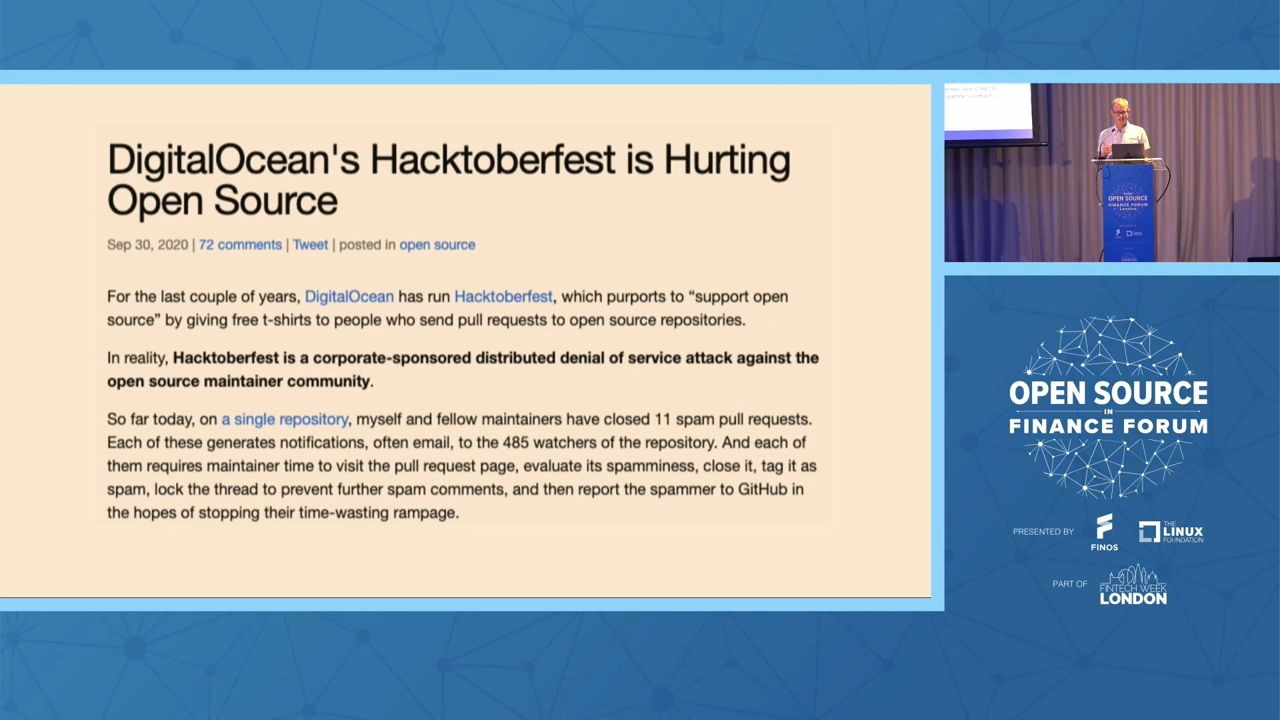 DigitalOcean's Hacktoberfest is Hurting
Open Source
Sep 30, 2020 | 72 comments | Tweet | posted in open source
For the last couple of years, DigitalOcean has run Hacktoberfest, which purports to “support open
source” by giving free t-shirts to people who send pull requests to open source repositories.
In reality, Hacktoberfest is a corporate-sponsored distributed denial of service attack against the
open source maintainer community.
So far today, on a single repository, myself and fellow maintainers have closed 11 spam pull requests.
Each of these generates notifications, often email, to the 485 watchers of the repository. And each of
them requires maintainer time to visit the pull request page, evaluate its spamminess, close it, tag it as
spam, lock the thread to prevent further spam comments, and then report the spammer to GitHub in
the hopes of stopping their time-wasting rampage.
OPEN SOURCE
FINANCE FORUM
London
OPEN SOURCE
IN
FINANCE FORUM
PRESENTED BY
FINOS
THE
LINUX
FOUNDATION
PART OF
FINTECH WEEK
LONDON